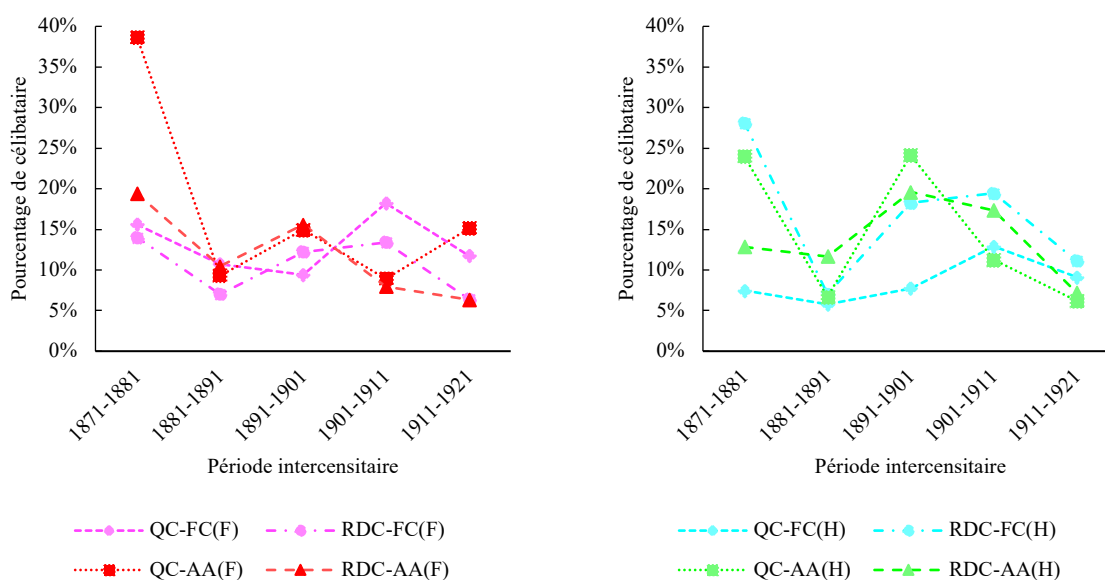 Pourcentage de célibataire
40%
35%
30%
25%
20%
15%
10%
5%
0%
1871-1881
1881-1891
1891-1901
1901-1911
1911-1921
Période intercensitaire
QC-FC(F)
RDC-FC(F)
QC-AA(F)
RDC-AA(F)
Pourcentage de célibataire
40%
35%
30%
25%
20%
15%
10%
5%
0%
1871-1881
1881-1891
1891-1901
1901-1911
1911-1921
Période intercensitaire
QC-FC(H)
RDC-FC(H)
QC-AA(H)
RDC-AA(H)